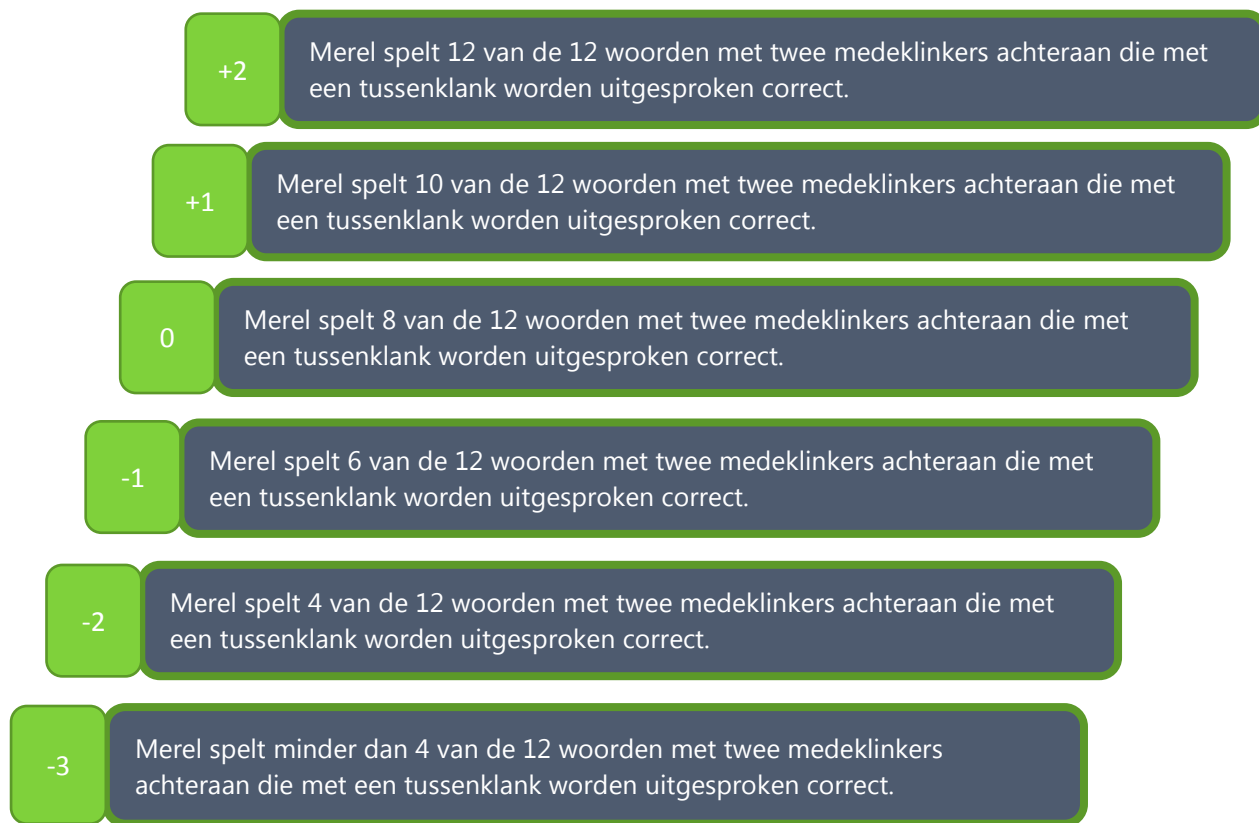 +2
Merel spelt 12 van de 12 woorden met twee medeklinkers achteraan die met
een tussenklank worden uitgesproken correct.
+1
Merel spelt 10 van de 12 woorden met twee medeklinkers achteraan die met
een tussenklank worden uitgesproken correct.
0
Merel spelt 8 van de 12 woorden met twee medeklinkers achteraan die met
een tussenklank worden uitgesproken correct.
-1
Merel spelt 6 van de 12 woorden met twee medeklinkers achteraan die met
een tussenklank worden uitgesproken correct.
-2
Merel spelt 4 van de 12 woorden met twee medeklinkers achteraan die met
een tussenklank worden uitgesproken correct.
-3
Merel spelt minder dan 4 van de 12 woorden met twee medeklinkers
achteraan die met een tussenklank worden uitgesproken correct.